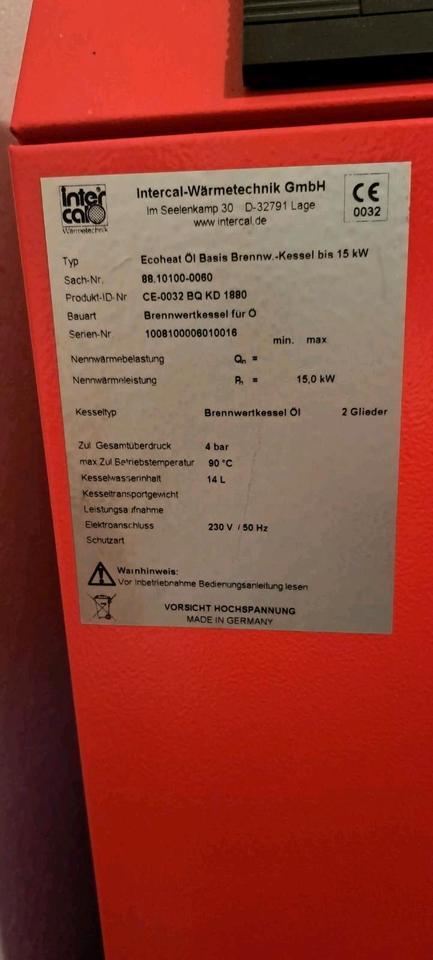 inter
cal
Wärmetechnik
Intercal-Wärmetechnik GmbH
Im Seelenkamp 30 D-32791 Lage
www.intercal.de
CE
0032
Typ Ecoheat Öl Basis Brennw.-Kessel bis 15 kW
Sach-Nr. 88.10100-0060
Produkt-ID-Nr CE-0032 BQ KD 1880
Bauart Brennwertkessel für Ö
Serien-Nr. 1008100006010016
min. max
Nennwärmebelastung Qn =
Nennwärmeleistung Pn = 15,0 kW
Kesseltyp Brennwertkessel Öl 2 Glieder
Zul. Gesamtüberdruck 4 bar
max.Zul Betriebstemperatur 90 °C
Kesselwasserinhalt 14 L
Kesseltransportgewicht
Leistungsaufnahme
Elektroanschluss 230 V / 50 Hz
Schutzart
Warnhinweis:
Vor Inbetriebnahme Bedienungsanleitung lesen
VORSICHT HOCHSPANNUNG
MADE IN GERMANY